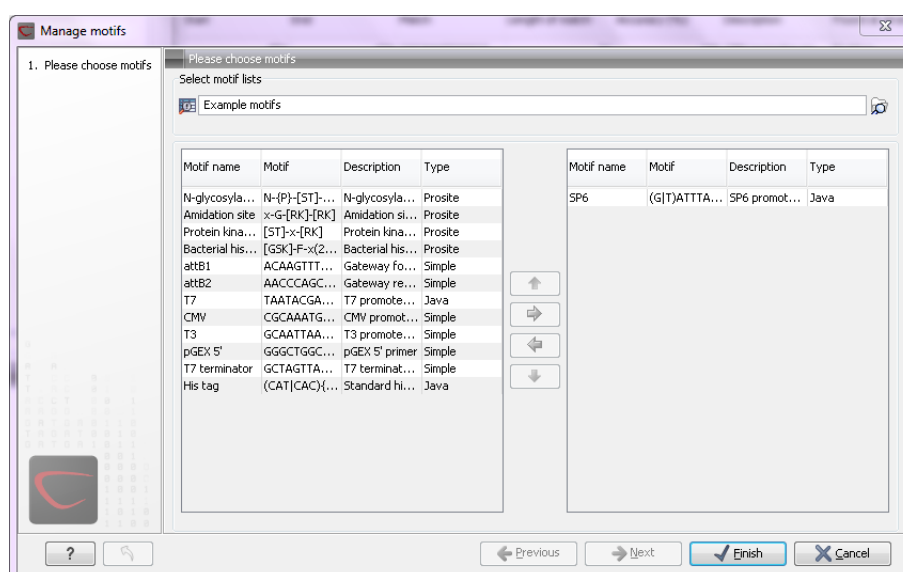 Manage motifs
1. Please choose motifs
Please choose motifs
Select motif lists
Example motifs
Motif name Motif Description Type
N-glycosyla... N-{P}-[ST]-... N-glycosyla... Prosite
Amidation site x-G-[RK]-[RK] Amidation si... Prosite
Protein kina... [ST]-x-[RK] Protein kina... Prosite
Bacterial his... [GSK]-F-x(2... Bacterial his... Prosite
attB1 ACAAGTTT... Gateway fo... Simple
attB2 AACCCAGC... Gateway re... Simple
T7 TAATACGA... T7 promote... Java
CMV CGCAAATG... CMV promot... Simple
T3 GCAATTAA... T3 promote... Simple
pGEX 5' GGGCTGGC... pGEX 5' primer Simple
T7 terminator GCTAGTTA... T7 terminat... Simple
His tag (CAT|CAC){... Standard hi... Java
Motif name Motif Description Type
SP6 (G|T)ATTTA... SP6 promot... Java
? Previous Next Finish Cancel